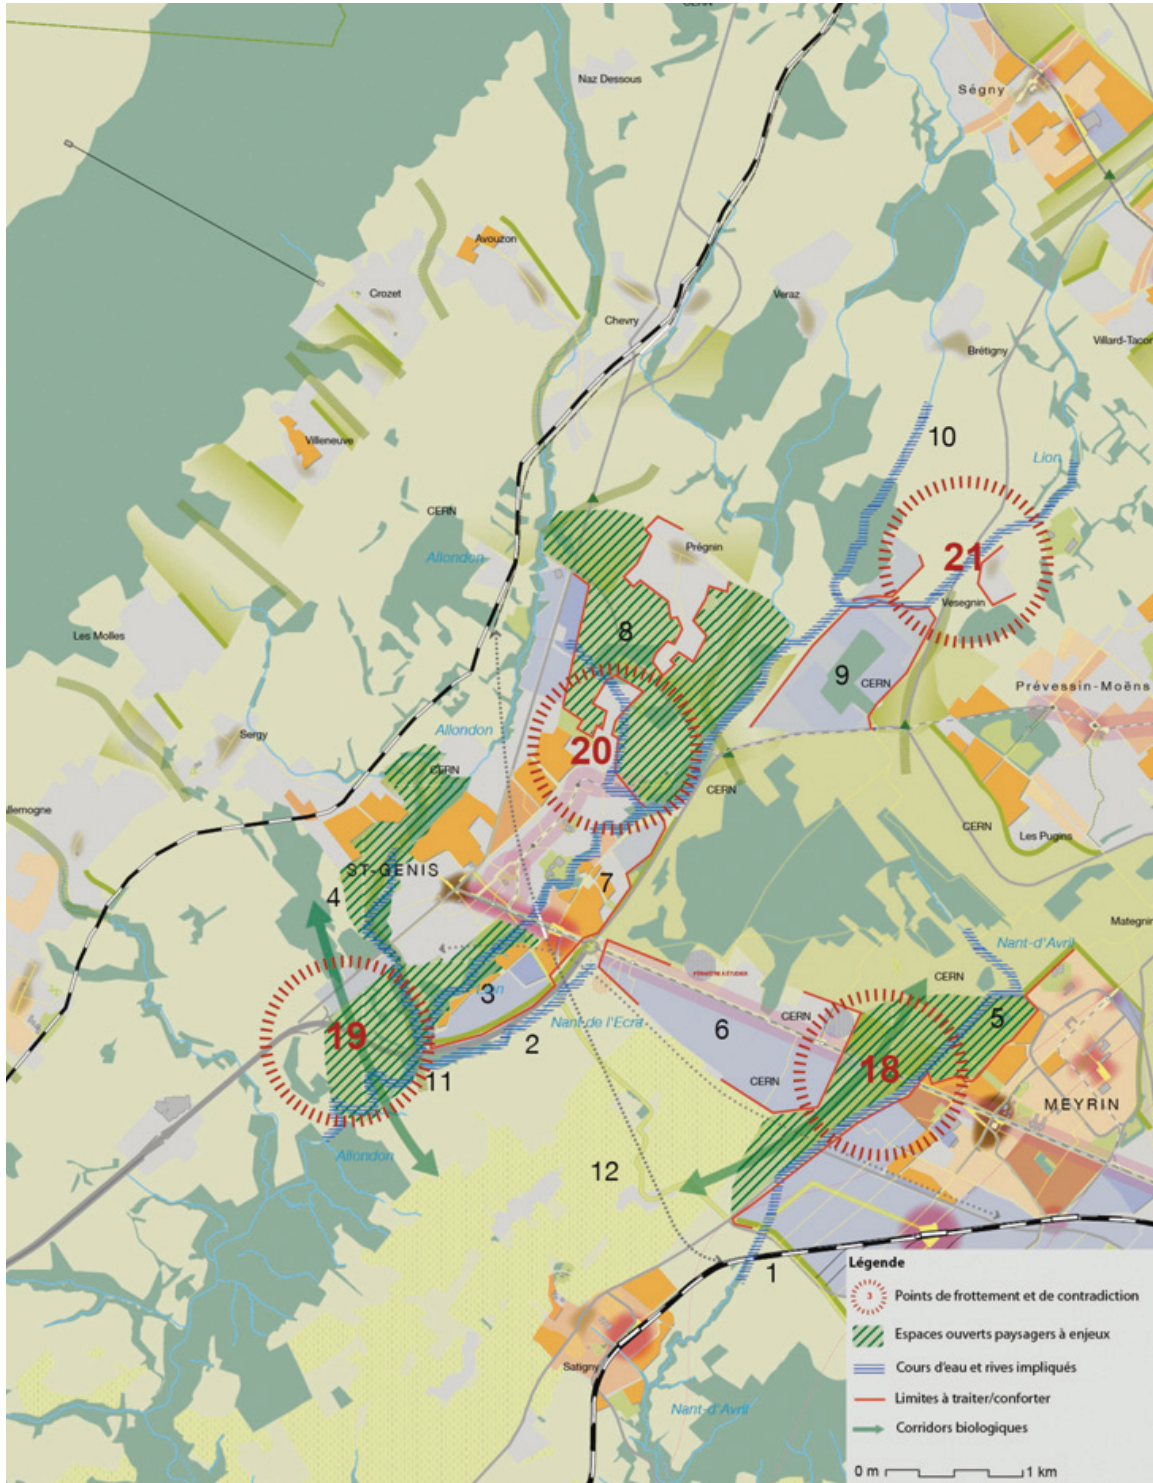 Naz Dessous
Ségny
Avouzon
Crozet
Chevry
Veraz
Brétigny
Villard-Tacon
Villeneuve
10
Lion
CERN
Allondon
21
Prégnin
Vesegnin
8
Les Molles
9
CERN
Prévessin-Moëns
Allondon
Sergy
20
CERN
CERN
CERN
Les Pugins
ST-GENIS
7
4
Mategnin
Nant-d'Avril
CERN
3
Nant de l'Ecra
5
CERN
6
2
19
18
CERN
11
MEYRIN
Allondon
12
1
Satigny
Nant-d'Avril
Légende
3
Points de frottement et de contradiction
Espaces ouverts paysagers à enjeux
Cours d'eau et rives impliqués
Limites à traiter/conforter
Corridors biologiques
0 m
1 km